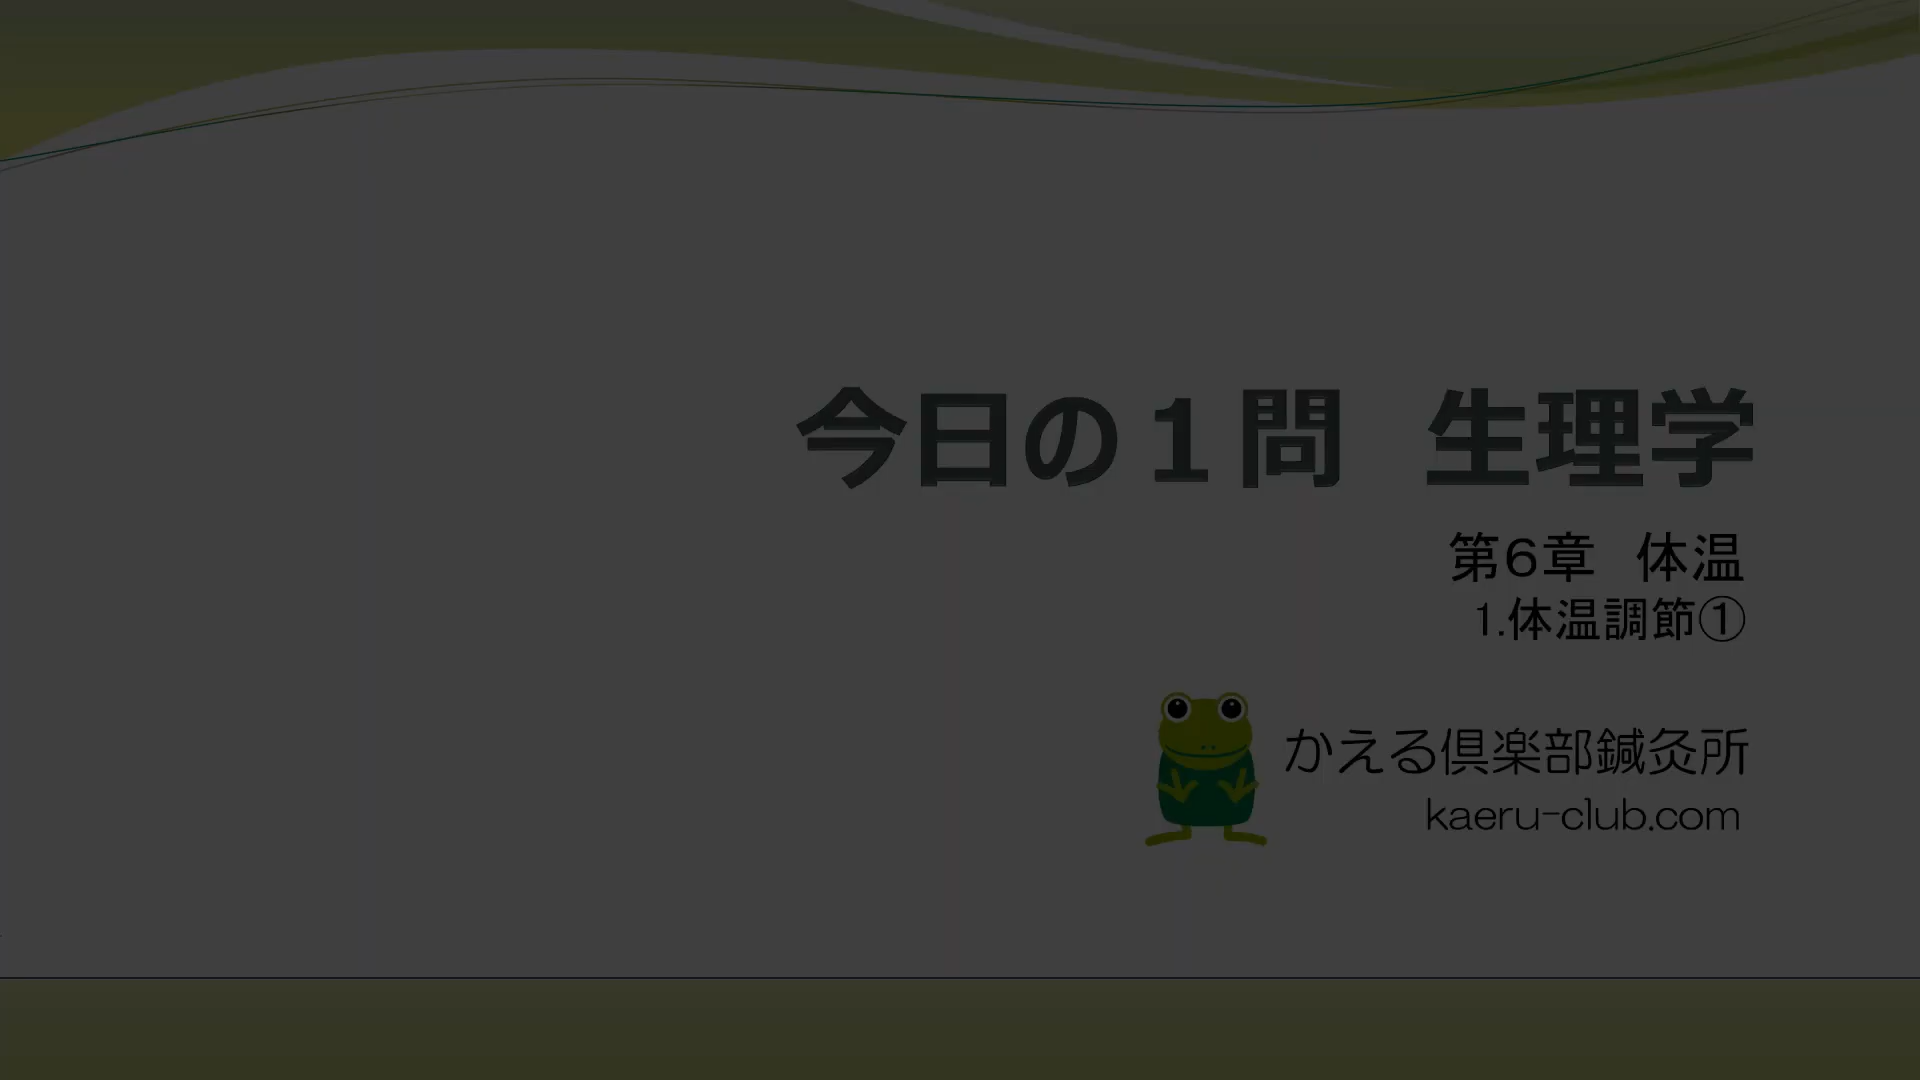 今日の１問　生理学
第６章　体温
1.体温調節①
かえる倶楽部鍼灸所
kaeru-club.com